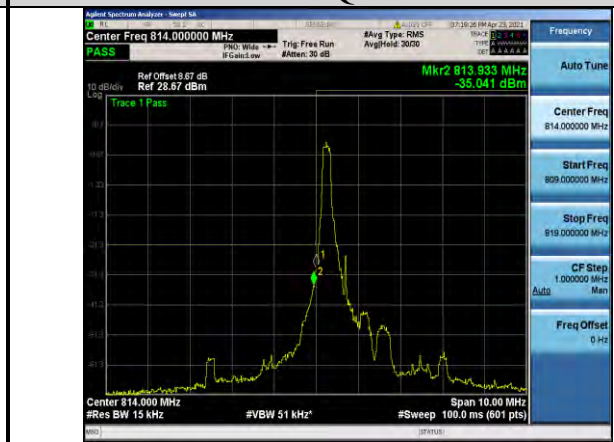 Agilent Spectrum Analyzer - Swept SA
07:19:26 PM Apr 23, 2021
Center Freq 814.000000 MHz
#Avg Type: RMS
TRACE
Frequency
PASS
PNO: Wide
Trig: Free Run
Avg|Hold: 30/30
TYPE
IFGain:Low
#Atten: 30 dB
DET
Auto Tune
Ref Offset 8.67 dB
Mkr2 813.933 MHz
10 dB/div
Ref 28.67 dBm
-35.041 dBm
Log
Trace 1 Pass
Center Freq
814.000000 MHz
Start Freq
809.000000 MHz
Stop Freq
819.000000 MHz
1
2
CF Step
1.000000 MHz
Auto Man
Freq Offset
0 Hz
Center 814.000 MHz
Span 10.00 MHz
#Res BW 15 kHz
#VBW 51 kHz*
#Sweep 100.0 ms (601 pts)
MSG
STATUS